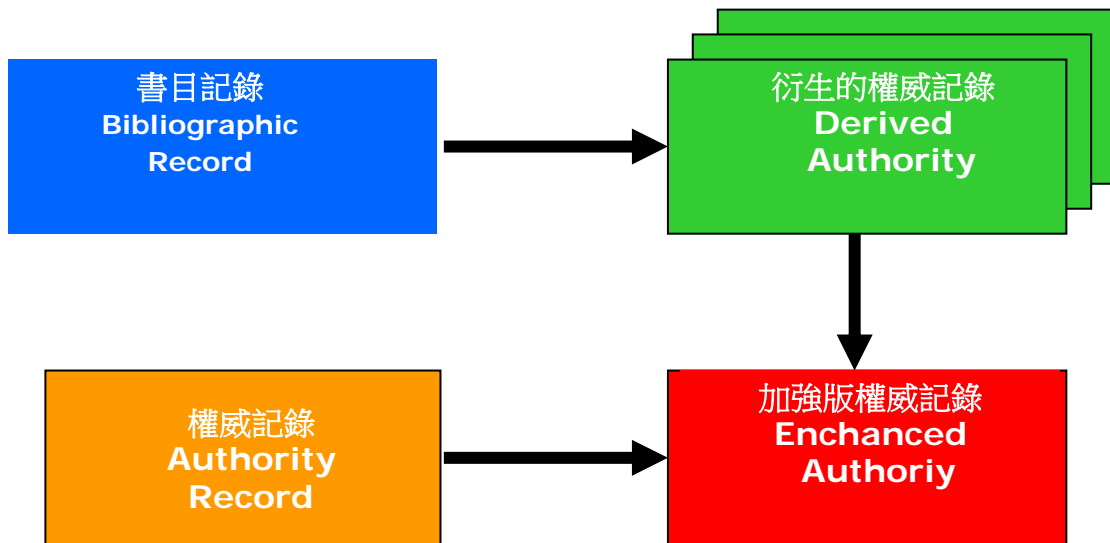 書目記錄
Bibliographic
Record
衍生的權威記錄
Derived
Authority
權威記錄
Authority
Record
加強版權威記錄
Enchanced
Authoriy